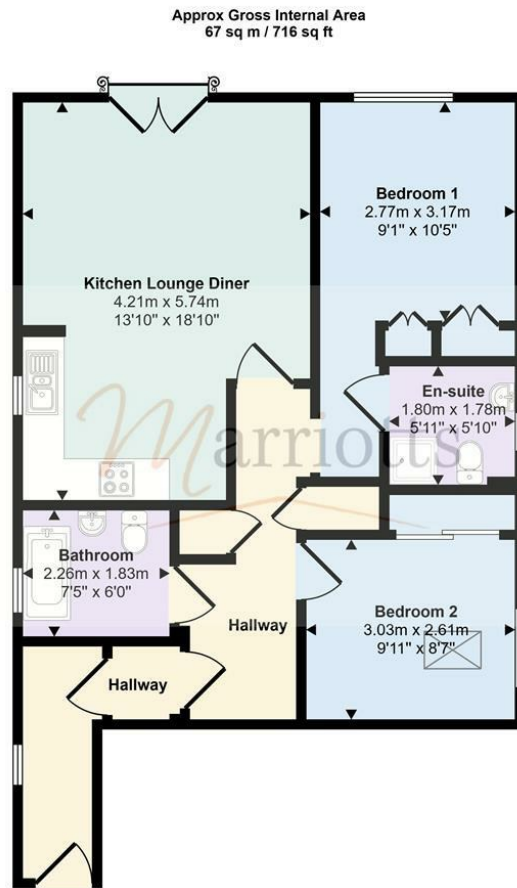 Approx Gross Internal Area
67 sq m / 716 sq ft
Kitchen Lounge Diner
4.21m x 5.74m
13'10" x 18'10"
Bedroom 1
2.77m x 3.17m
9'1" x 10'5"
En-suite
1.80m x 1.78m
5'11" x 5'10"
Marriotts
Bathroom
2.26m x 1.83m
7'5" x 6'0"
Hallway
Bedroom 2
3.03m x 2.61m
9'11" x 8'7"
Hallway